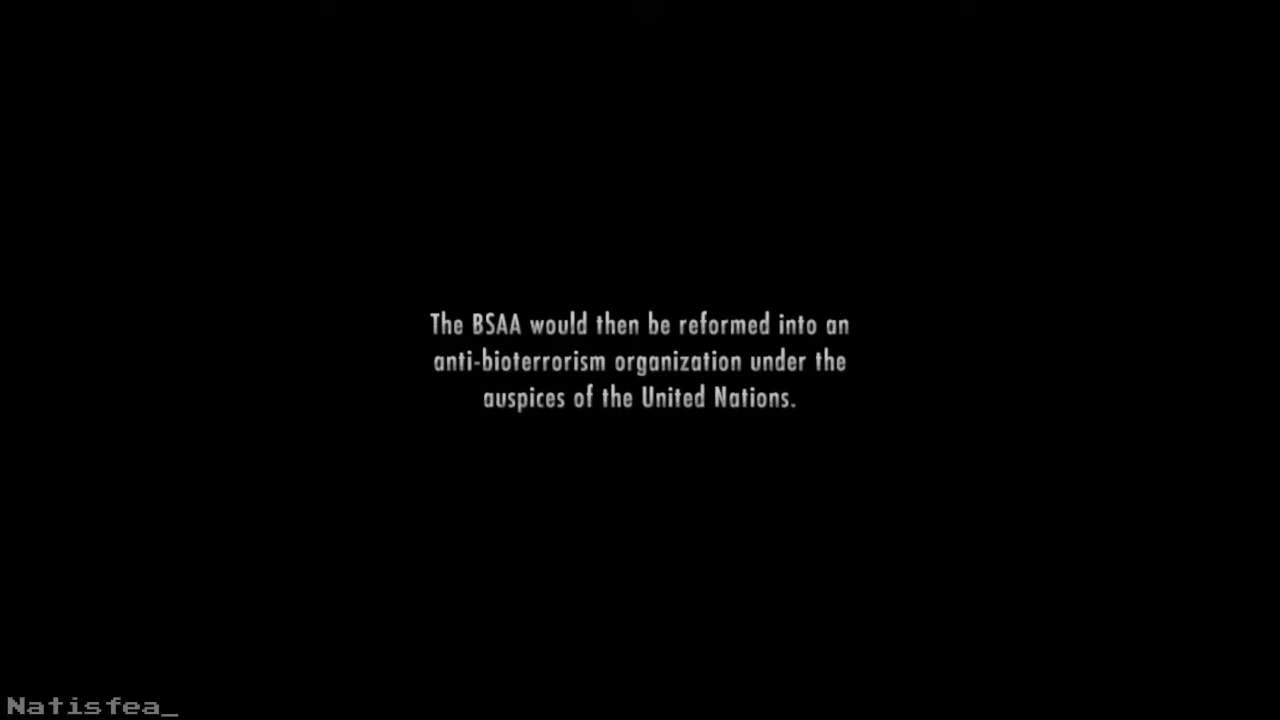 The BSAA would then be reformed into an
anti-bioterrorism organization under the
auspices of the United Nations.
Natisfea_